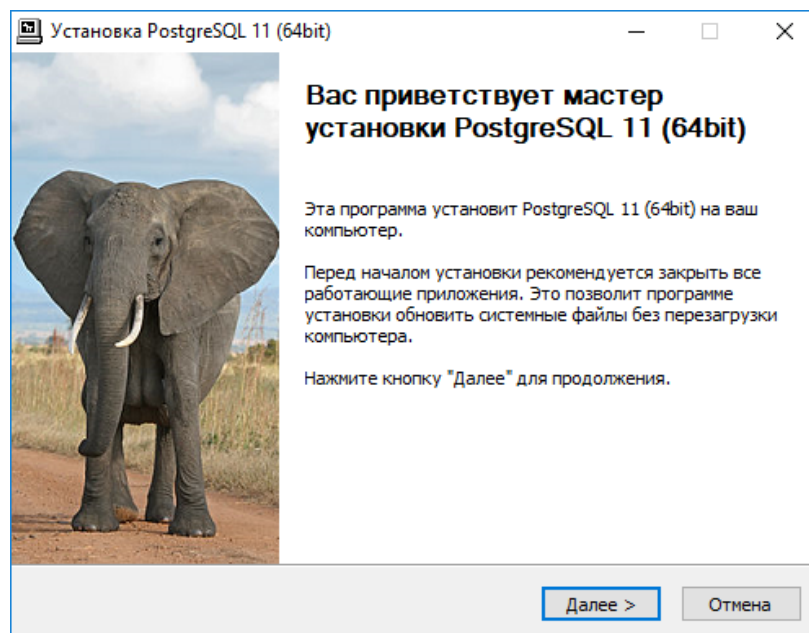 Установка PostgreSQL 11 (64bit)
Вас приветствует мастер
установки PostgreSQL 11 (64bit)
Эта программа установит PostgreSQL 11 (64bit) на ваш
компьютер.
Перед началом установки рекомендуется закрыть все
работающие приложения. Это позволит программе
установки обновить системные файлы без перезагрузки
компьютера.
Нажмите кнопку "Далее" для продолжения.
Далее >
Отмена